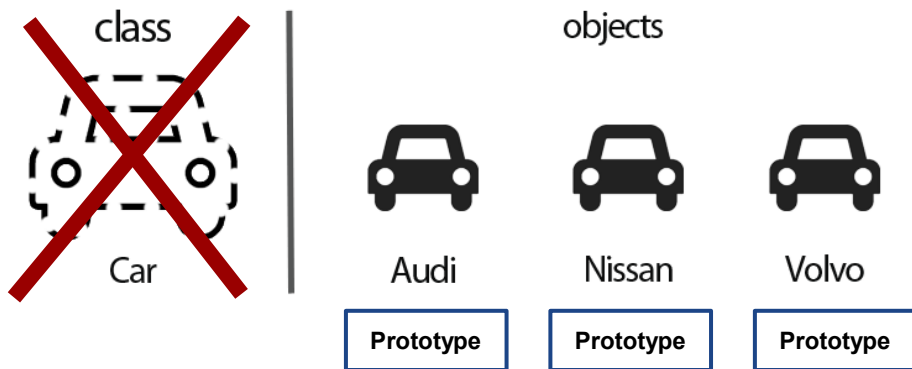 class
objects
Car
Audi
Nissan
Volvo
Prototype
Prototype
Prototype